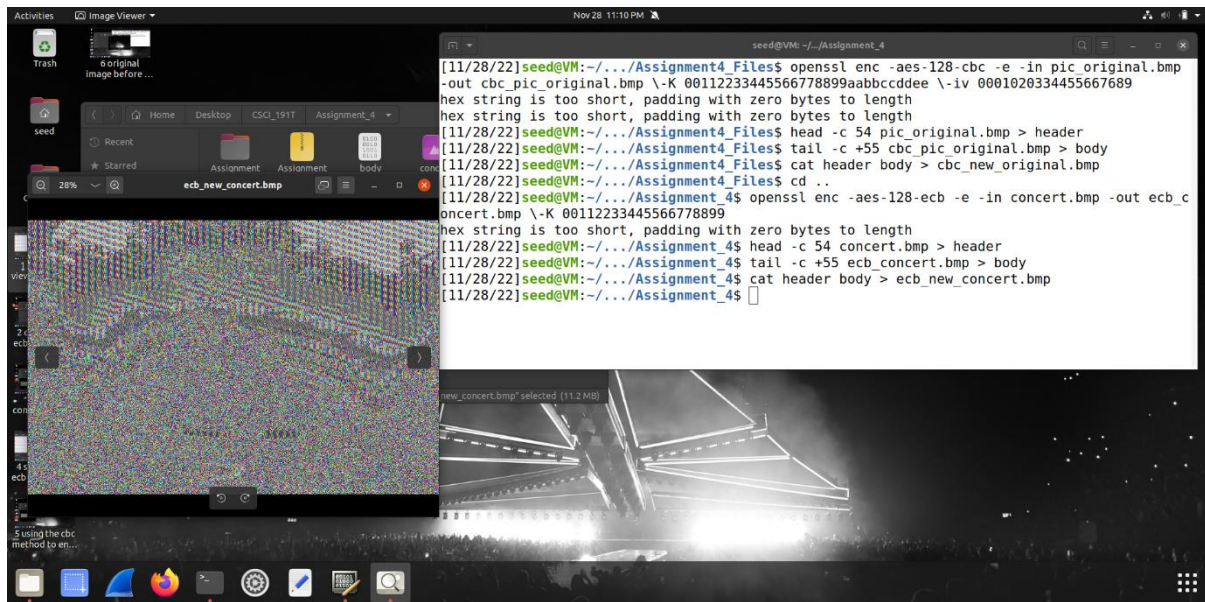 Activities
Image Viewer
Nov 28 11:10 PM
Trash
6 original
image before ...
seed
Home Desktop CSCI_191T Assignment_4
Recent
Starred
Assignment Assignment body
28%
ecb_new_concert.bmp
seed@VM: ~/.../Assignment_4
[11/28/22]seed@VM:~/.../Assignment4_Files$ openssl enc -aes-128-cbc -e -in pic_original.bmp
-out cbc_pic_original.bmp \-K 00112233445566778899aabbccddee \-iv 0001020334455667689
hex string is too short, padding with zero bytes to length
hex string is too short, padding with zero bytes to length
[11/28/22]seed@VM:~/.../Assignment4_Files$ head -c 54 pic_original.bmp > header
[11/28/22]seed@VM:~/.../Assignment4_Files$ tail -c +55 cbc_pic_original.bmp > body
[11/28/22]seed@VM:~/.../Assignment4_Files$ cat header body > cbc_new_original.bmp
[11/28/22]seed@VM:~/.../Assignment4_Files$ cd ..
[11/28/22]seed@VM:~/.../Assignment_4$ openssl enc -aes-128-ecb -e -in concert.bmp -out ecb_c
oncert.bmp \-K 00112233445566778899
hex string is too short, padding with zero bytes to length
[11/28/22]seed@VM:~/.../Assignment_4$ head -c 54 concert.bmp > header
[11/28/22]seed@VM:~/.../Assignment_4$ tail -c +55 ecb_concert.bmp > body
[11/28/22]seed@VM:~/.../Assignment_4$ cat header body > ecb_new_concert.bmp
[11/28/22]seed@VM:~/.../Assignment_4$
new_concert.bmp" selected (11.2 MB)
5 using the cbc
method to en...